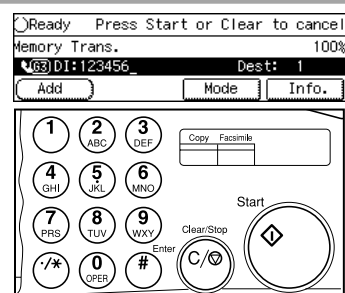 Ready Press Start or Clear to cancel
Memory Trans. 100%
G3 DI:123456_ Dest: 1
Add Mode Info.
1 2 ABC 3 DEF
Copy Facsimile
4 GHI 5 JKL 6 MNO
Start
7 PRS 8 TUV 9 WXY
Clear/Stop
Enter
·/* 0 OPER # C/